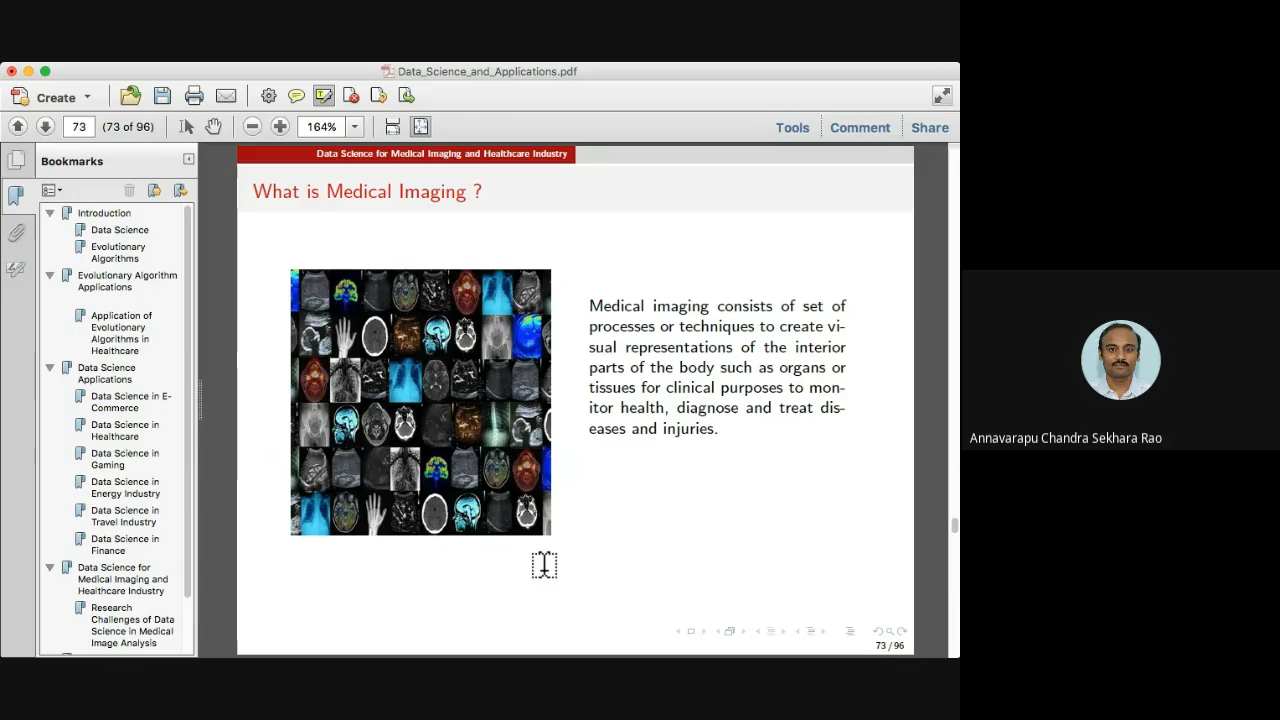 Data_Science_and_Applications.pdf
Create
73 (73 of 96) 164% Tools Comment Share
Bookmarks
Introduction
Data Science
Evolutionary
Algorithms
Evolutionary Algorithm
Applications
Application of
Evolutionary
Algorithms in
Healthcare
Data Science
Applications
Data Science in E-
Commerce
Data Science in
Healthcare
Data Science in
Gaming
Data Science in
Energy Industry
Data Science in
Travel Industry
Data Science in
Finance
Data Science for
Medical Imaging and
Healthcare Industry
Research
Challenges of Data
Science in Medical
Image Analysis
Data Science for Medical Imaging and Healthcare Industry
What is Medical Imaging ?
Medical imaging consists of set of
processes or techniques to create vi-
sual representations of the interior
parts of the body such as organs or
tissues for clinical purposes to mon-
itor health, diagnose and treat dis-
eases and injuries.
73 / 96
Annavarapu Chandra Sekhara Rao